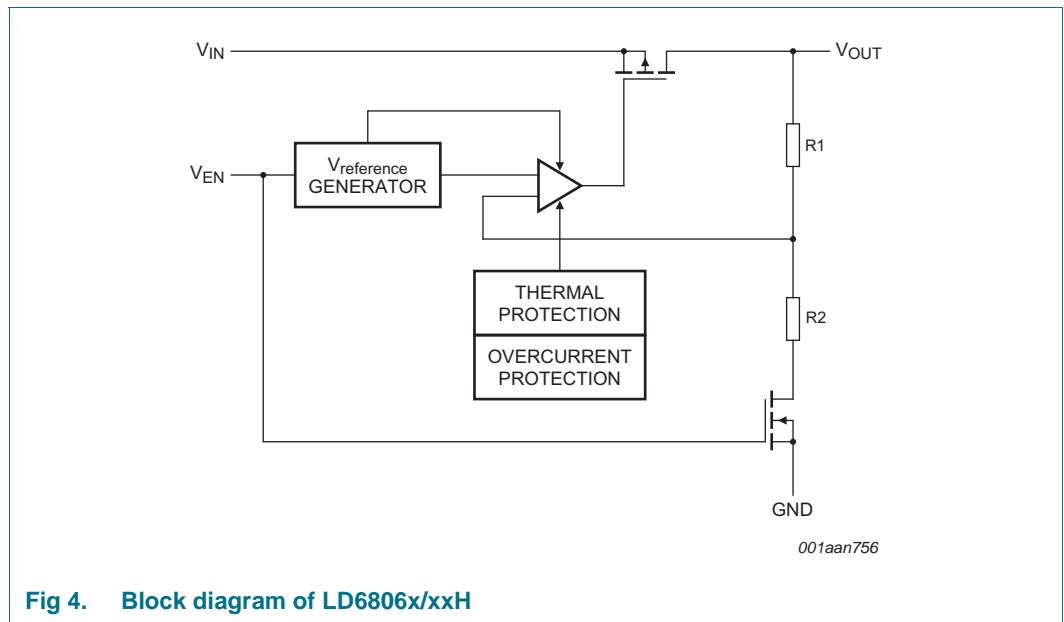 VIN
VOUT
R1
VEN
Vreference
GENERATOR
THERMAL
PROTECTION
R2
OVERCURRENT
PROTECTION
GND
001aan756
Fig 4. Block diagram of LD6806x/xxH